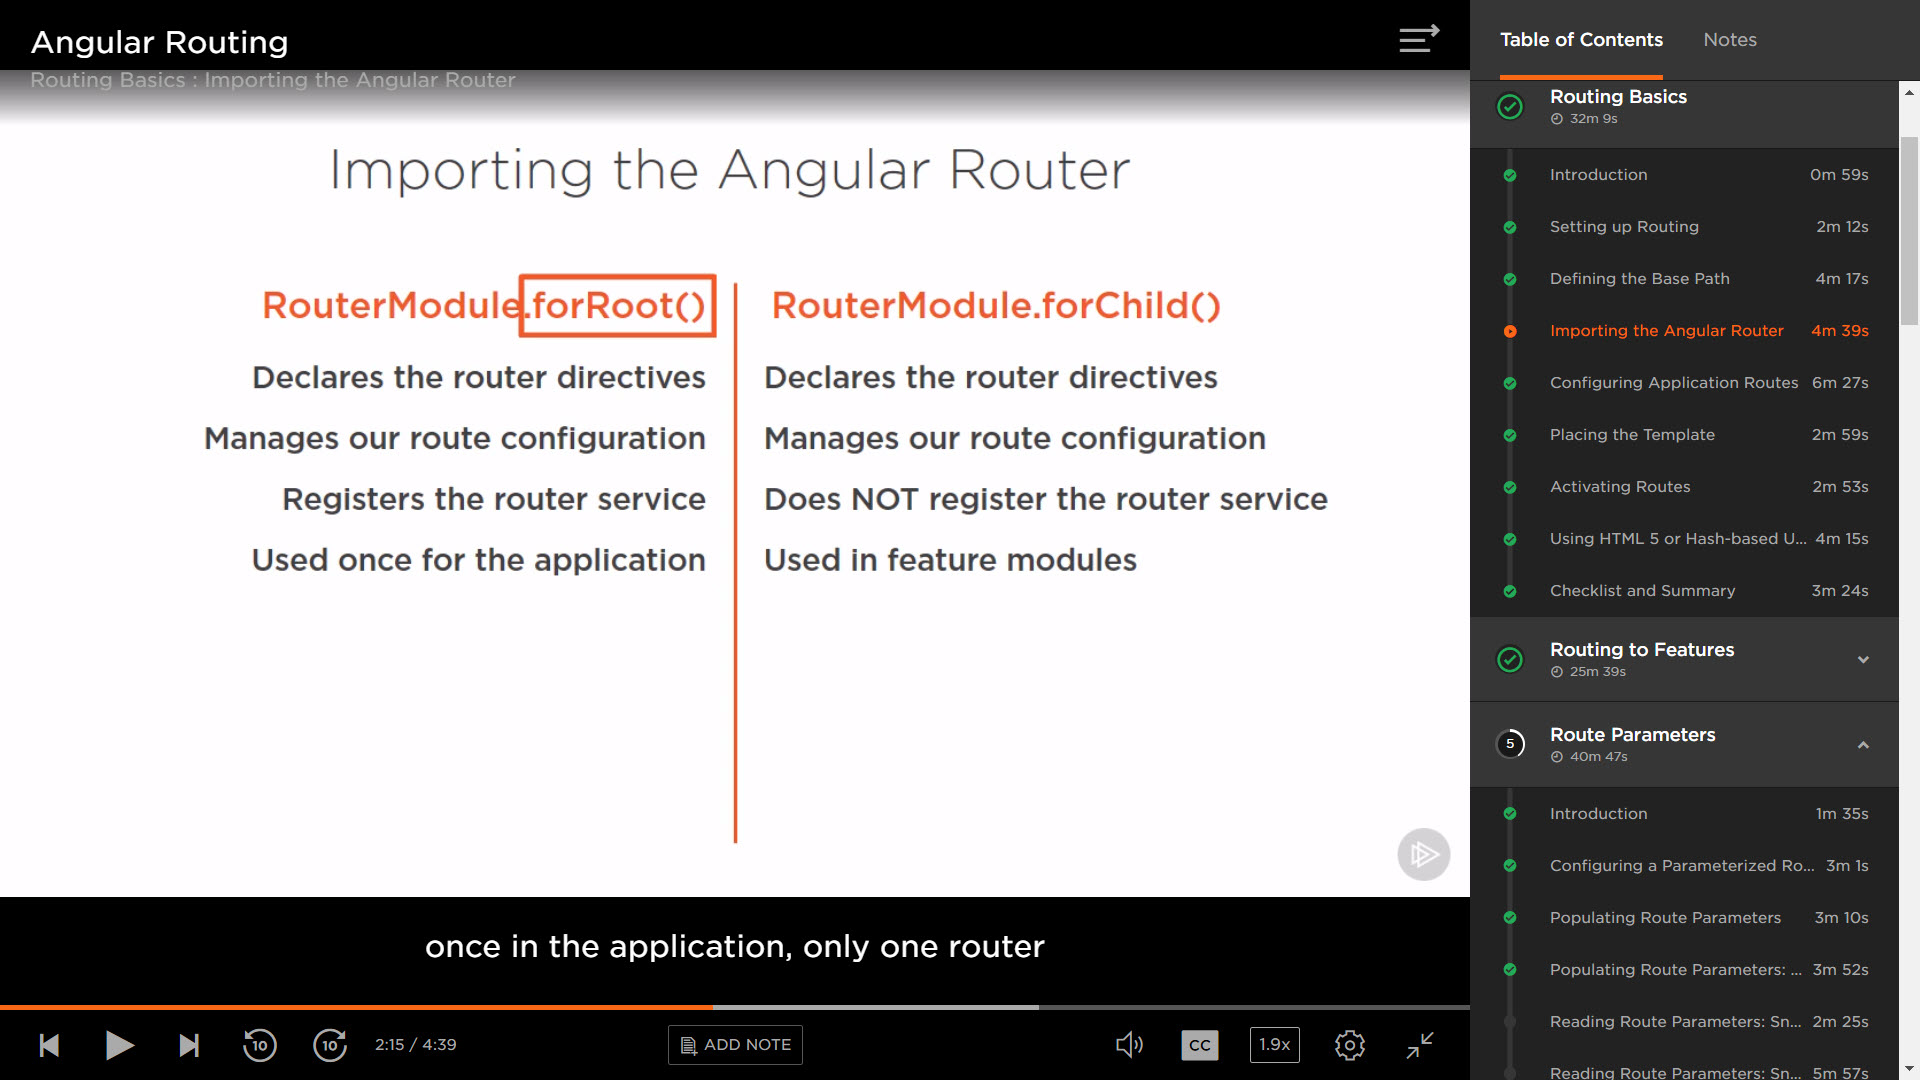 Angular Routing
Routing Basics : Importing the Angular Router
Importing the Angular Router
RouterModule.forRoot()
Declares the router directives
Manages our route configuration
Registers the router service
Used once for the application
RouterModule.forChild()
Declares the router directives
Manages our route configuration
Does NOT register the router service
Used in feature modules
once in the application, only one router
10
10
2:15 / 4:39
ADD NOTE
CC
1.9x
Table of Contents
Notes
Routing Basics
32m 9s
Introduction 0m 59s
Setting up Routing 2m 12s
Defining the Base Path 4m 17s
Importing the Angular Router 4m 39s
Configuring Application Routes 6m 27s
Placing the Template 2m 59s
Activating Routes 2m 53s
Using HTML 5 or Hash-based U... 4m 15s
Checklist and Summary 3m 24s
Routing to Features
25m 39s
5
Route Parameters
40m 47s
Introduction 1m 35s
Configuring a Parameterized Ro... 3m 1s
Populating Route Parameters 3m 10s
Populating Route Parameters: ... 3m 52s
Reading Route Parameters: Sn... 2m 25s
Reading Route Parameters: Sn... 5m 57s